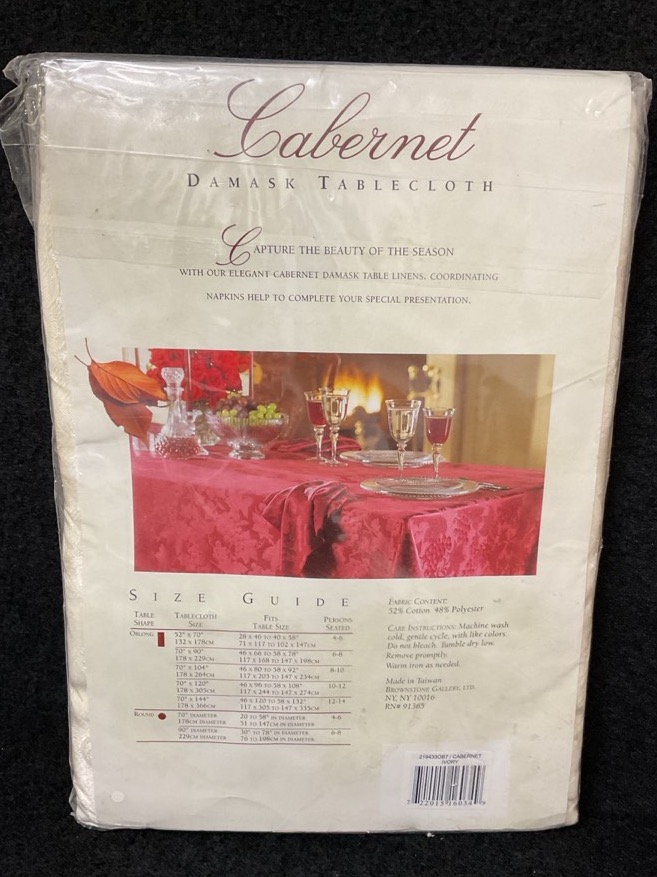 Cabernet
DAMASK TABLECLOTH
CAPTURE THE BEAUTY OF THE SEASON
WITH OUR ELEGANT CABERNET DAMASK TABLE LINENS. COORDINATING
NAPKINS HELP TO COMPLETE YOUR SPECIAL PRESENTATION.
SIZE GUIDE
TABLE SHAPE TABLECLOTH SIZE FITS TABLE SIZE PERSONS SEATED
OBLONG 52" x 70" 28 x 46 TO 40 x 58" 4-6
132 x 178CM 71 x 117 TO 102 x 147CM
70" x 90" 46 x 66 TO 58 x 78" 6-8
178 x 229CM 117 x 168 TO 147 x 198CM
70" x 104" 46 x 80 TO 58 x 92" 8-10
178 x 264CM 117 x 203 TO 147 x 234CM
70" x 120" 46 x 96 TO 58 x 108" 10-12
178 x 305CM 117 x 244 TO 147 x 274CM
70" x 144" 46 x 120 TO 58 x 132" 12-14
178 x 366CM 117 x 305 TO 147 x 335CM
ROUND 70" DIAMETER 20 TO 58" IN DIAMETER 4-6
178CM DIAMETER 51 TO 147CM IN DIAMETER
90" DIAMETER 30" TO 78" IN DIAMETER 6-8
229CM DIAMETER 76 TO 198CM IN DIAMETER
FABRIC CONTENT:
52% Cotton 48% Polyester
CARE INSTRUCTIONS: Machine wash
cold, gentle cycle, with like colors.
Do not bleach. Tumble dry low.
Remove promptly.
Warm iron as needed.
Made in Taiwan
BROWNSTONE GALLERY, LTD.
NY, NY 10016
RN# 91365
/ CABERNET
IVORY
7 22015 16034 9